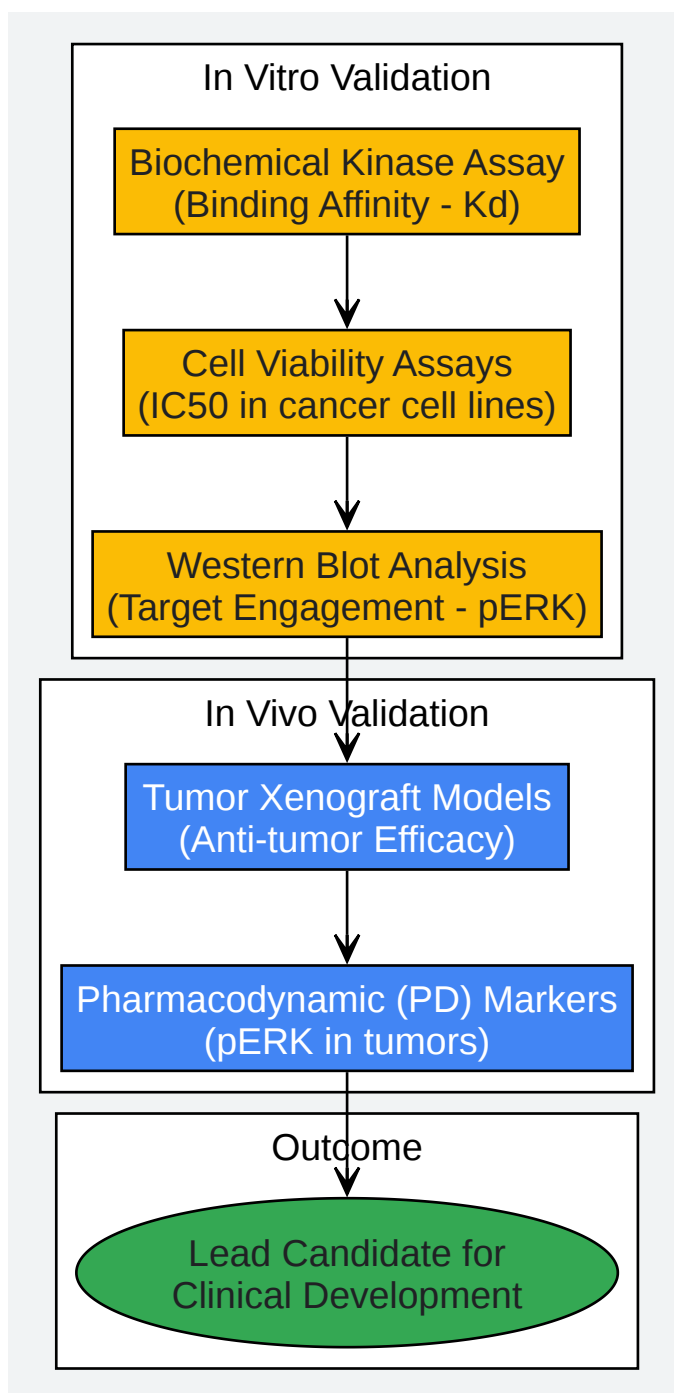 In Vitro Validation
Biochemical Kinase Assay
(Binding Affinity - Kd)
Cell Viability Assays
(IC50 in cancer cell lines)
Western Blot Analysis
(Target Engagement - pERK)
In Vivo Validation
Tumor Xenograft Models
(Anti-tumor Efficacy)
Pharmacodynamic (PD) Markers
(pERK in tumors)
Outcome
Lead Candidate for
Clinical Development